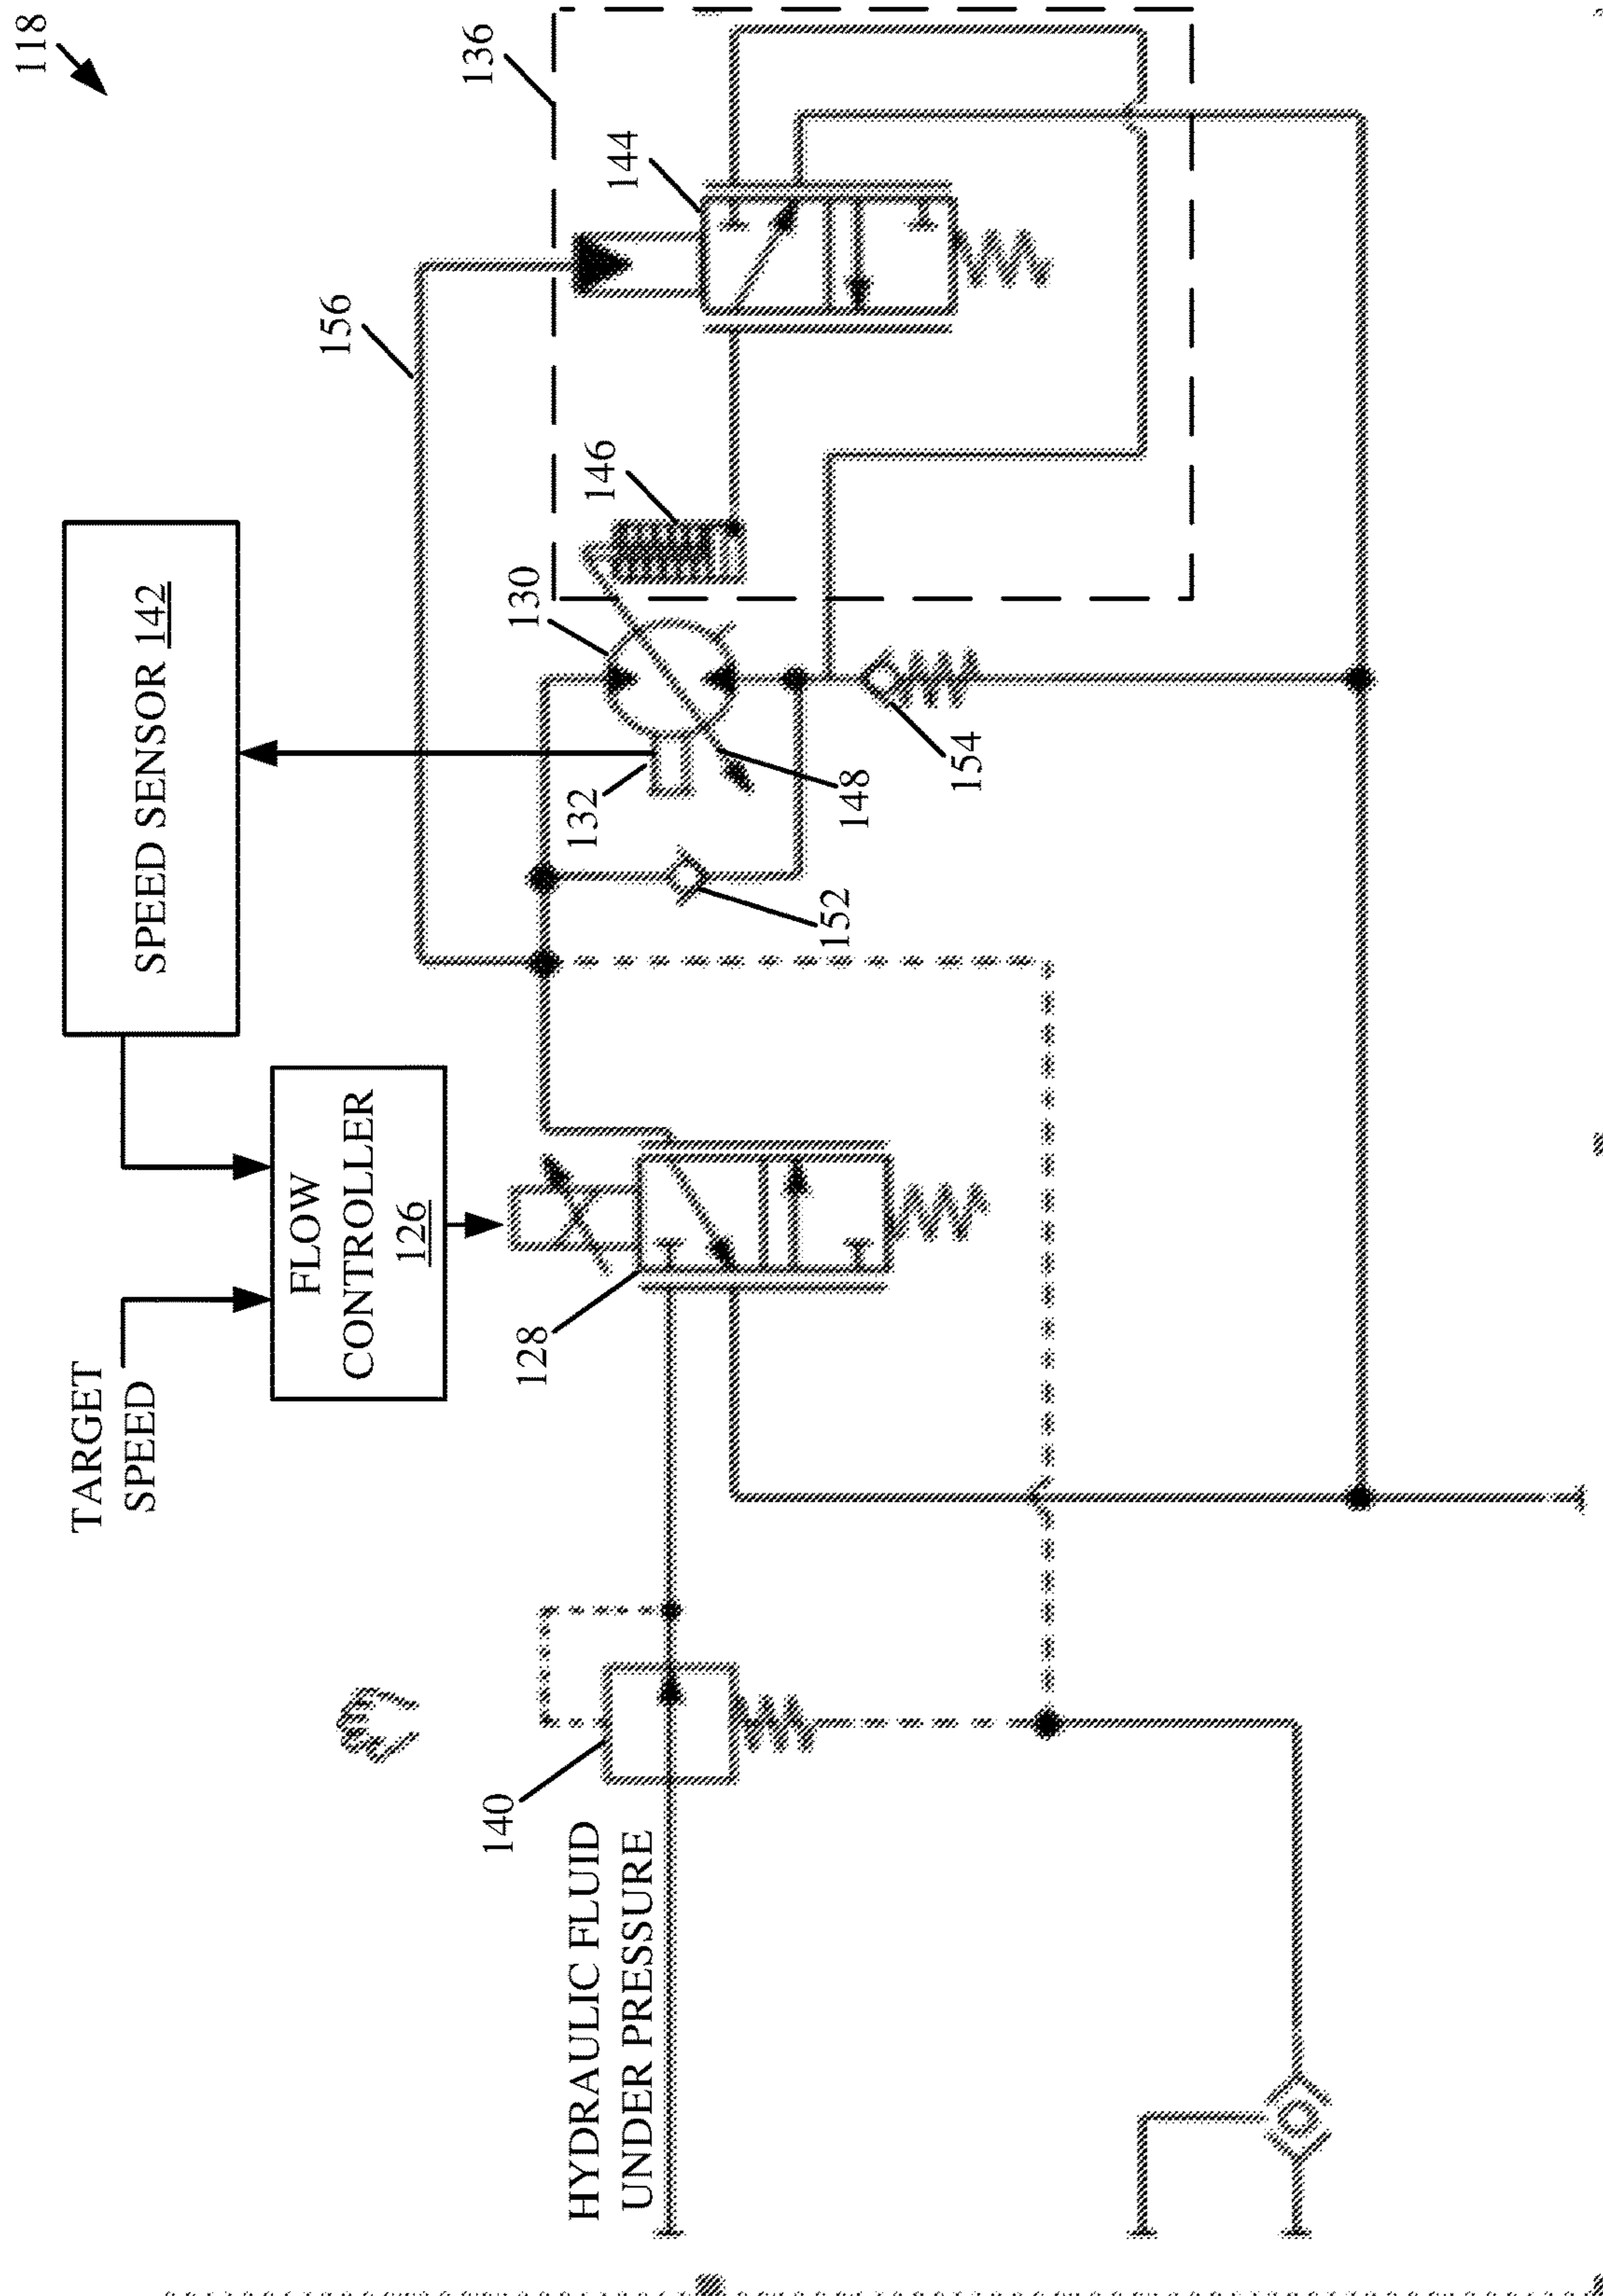 118
SPEED SENSOR 142
TARGET
SPEED
FLOW
CONTROLLER
126
156
136
144
146
130
132
148
154
152
128
140
HYDRAULIC FLUID
UNDER PRESSURE